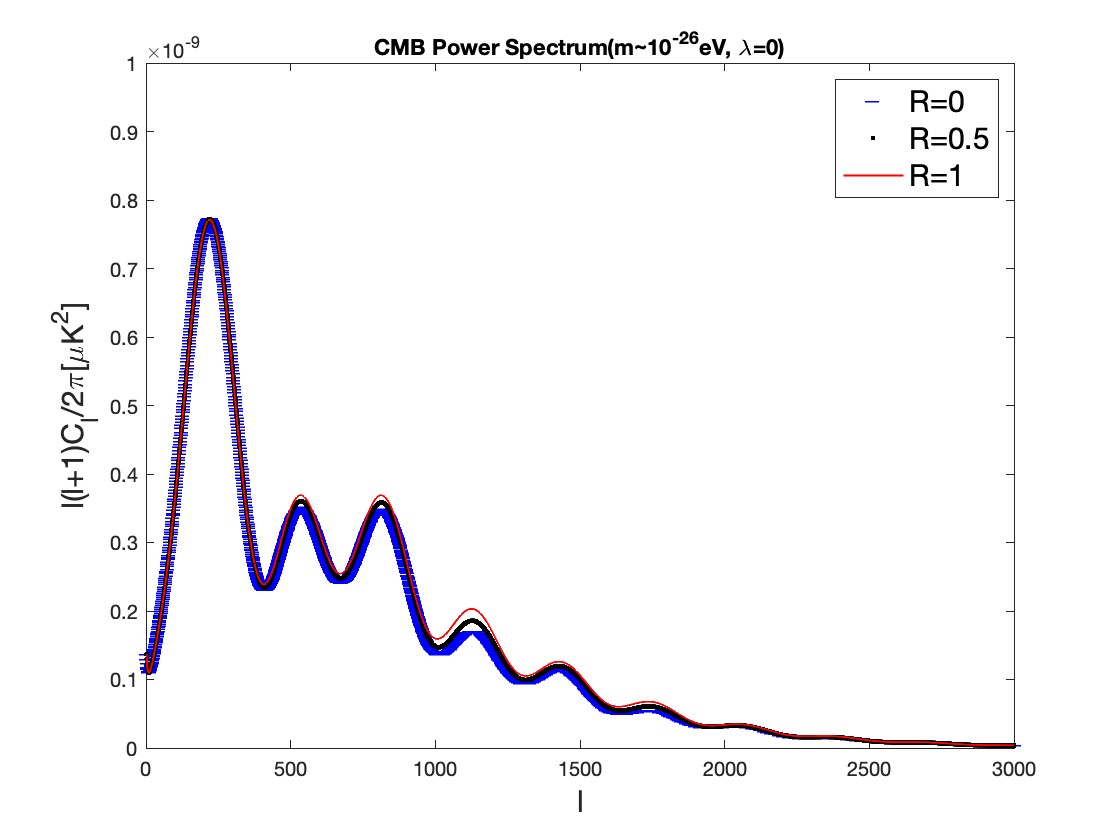 CMB Power Spectrum(m~10^-26eV, λ=0)
×10^-9
R=0
R=0.5
R=1
l(l+1)C_l/2π[μK^2]
1
0.9
0.8
0.7
0.6
0.5
0.4
0.3
0.2
0.1
0
0 500 1000 1500 2000 2500 3000
l